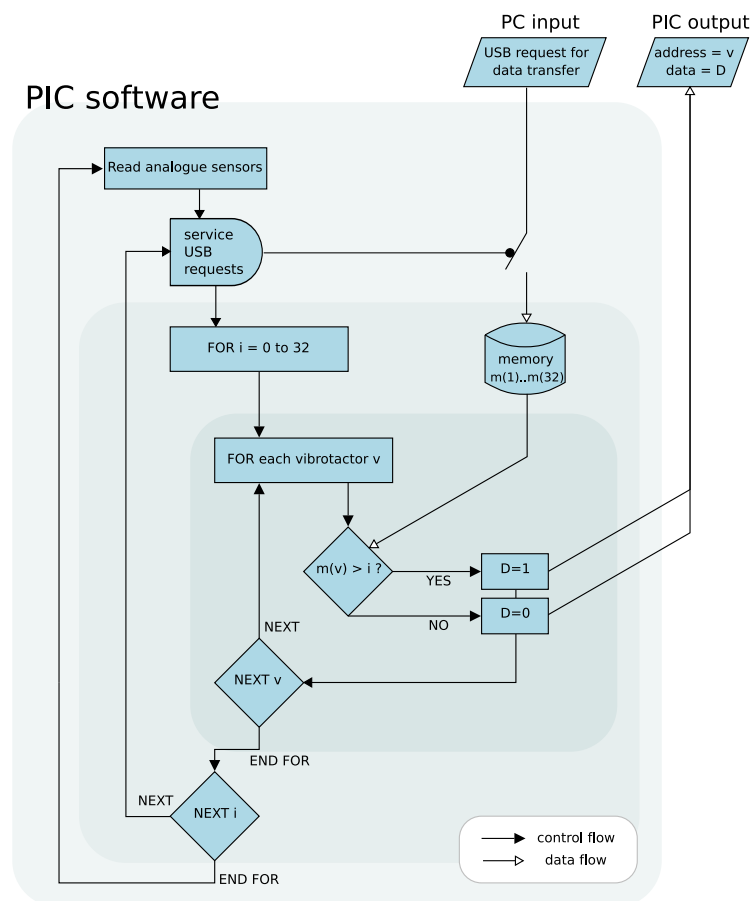 PC input
PIC output
USB request for
data transfer
address = v
data = D
PIC software
Read analogue sensors
service
USB
requests
FOR i = 0 to 32
memory
m(1)..m(32)
FOR each vibrotactor v
m(v) > i ?
YES
D=1
NO
D=0
NEXT
NEXT v
END FOR
NEXT
NEXT i
END FOR
control flow
data flow